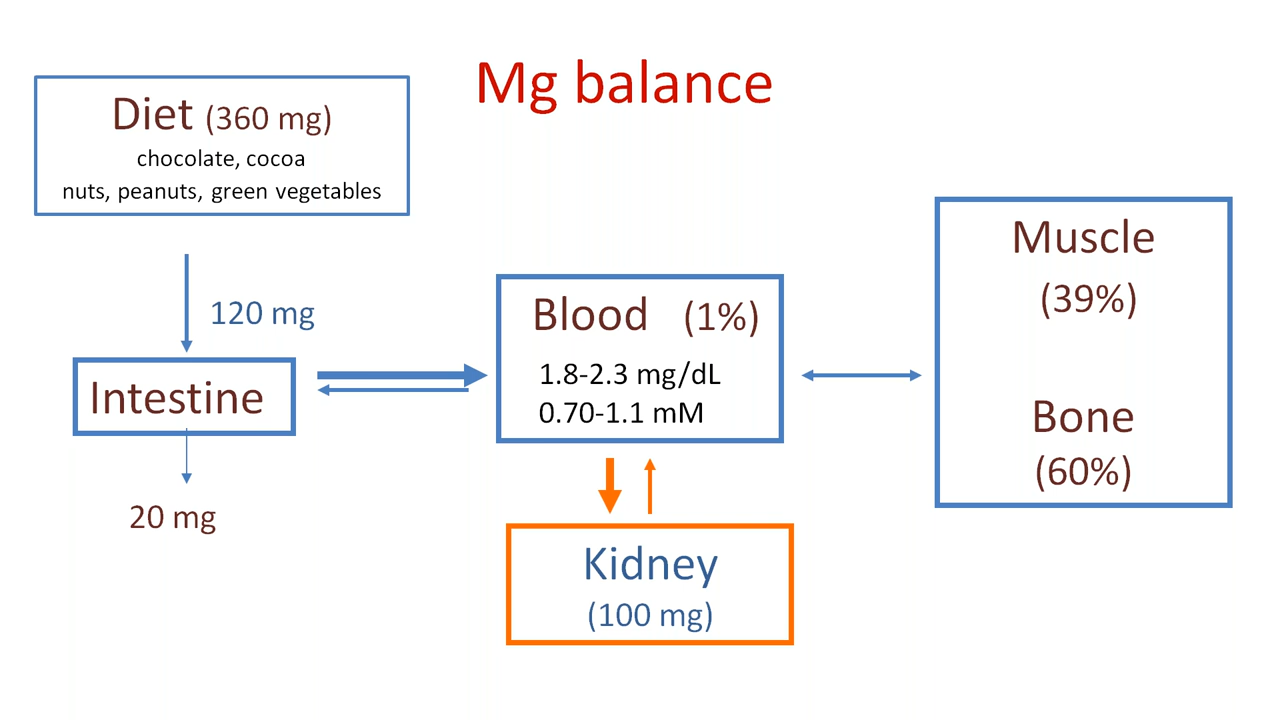 Mg balance
Diet (360 mg)
chocolate, cocoa
nuts, peanuts, green vegetables
120 mg
Intestine
20 mg
Blood (1%)
1.8-2.3 mg/dL
0.70-1.1 mM
Kidney
(100 mg)
Muscle
(39%)
Bone
(60%)